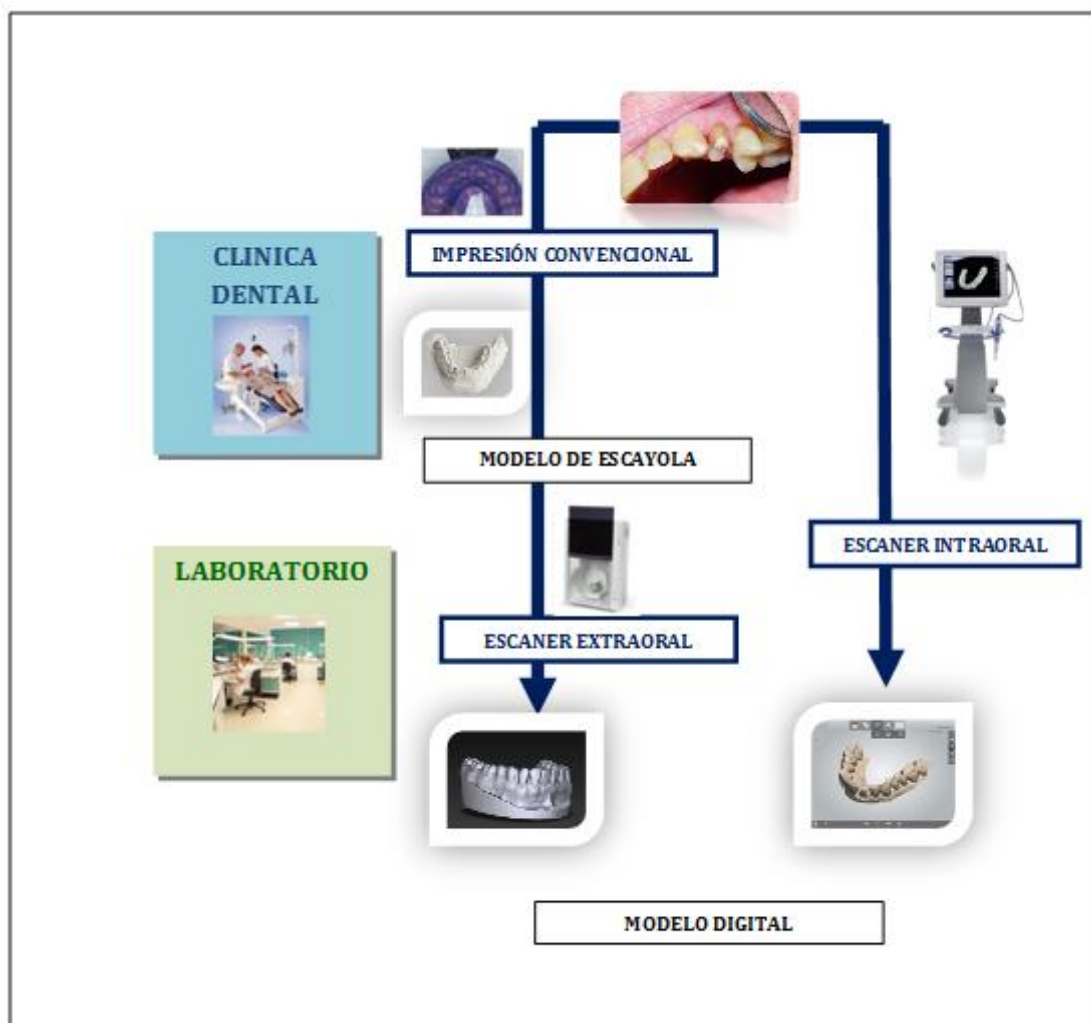 CLINICA
DENTAL
IMPRESIÓN CONVENCIONAL
MODELO DE ESCAYOLA
LABORATORIO
ESCANER INTRAORAL
ESCANER EXTRAORAL
MODELO DIGITAL